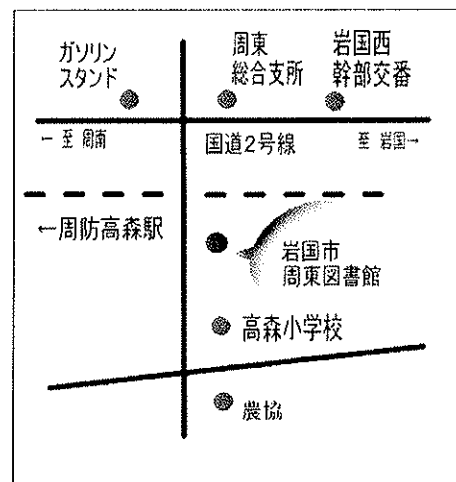 ガソリン
スタンド
周東
総合支所
岩国西
幹部交番
← 至 周南
国道2号線
至 岩国→
←周防高森駅
岩国市
周東図書館
高森小学校
農協